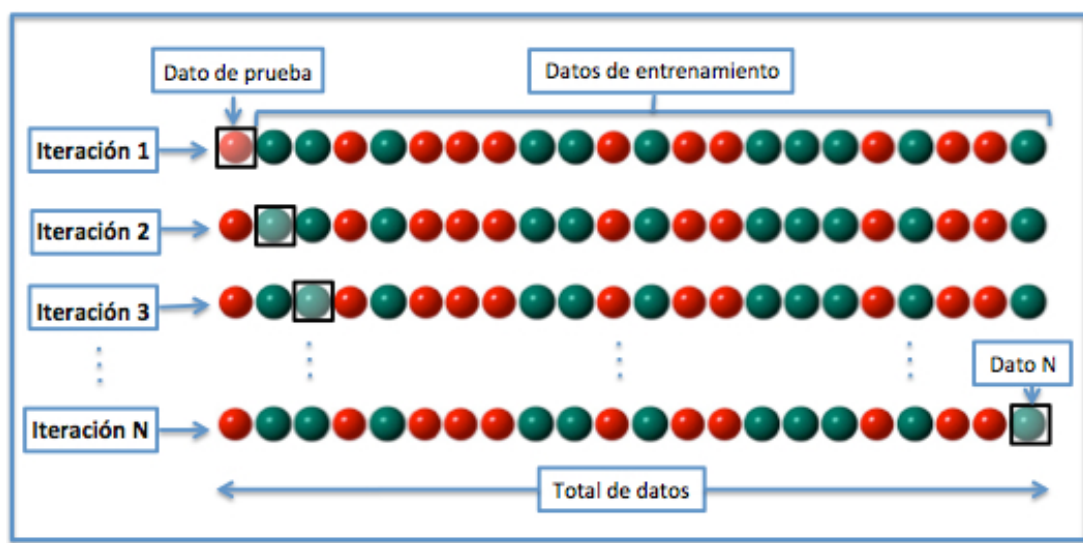 Dato de prueba
Datos de entrenamiento
Iteración 1
Iteración 2
Iteración 3
Dato N
Iteración N
Total de datos